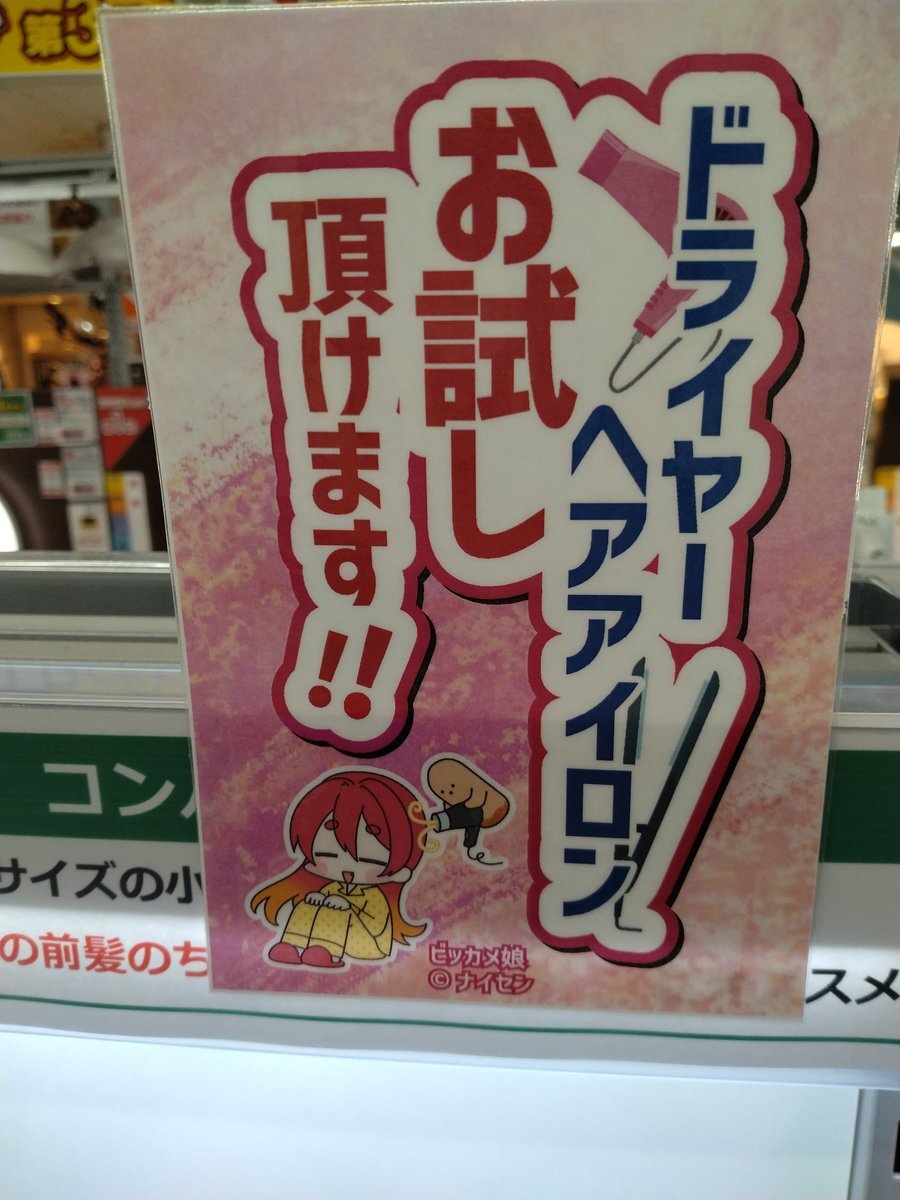 第3
ドライヤー
ヘアアイロン
お試し
頂けます!!
ビッカメ娘
© ナイセン
コン
サイズの小
の前髪のち
スメ